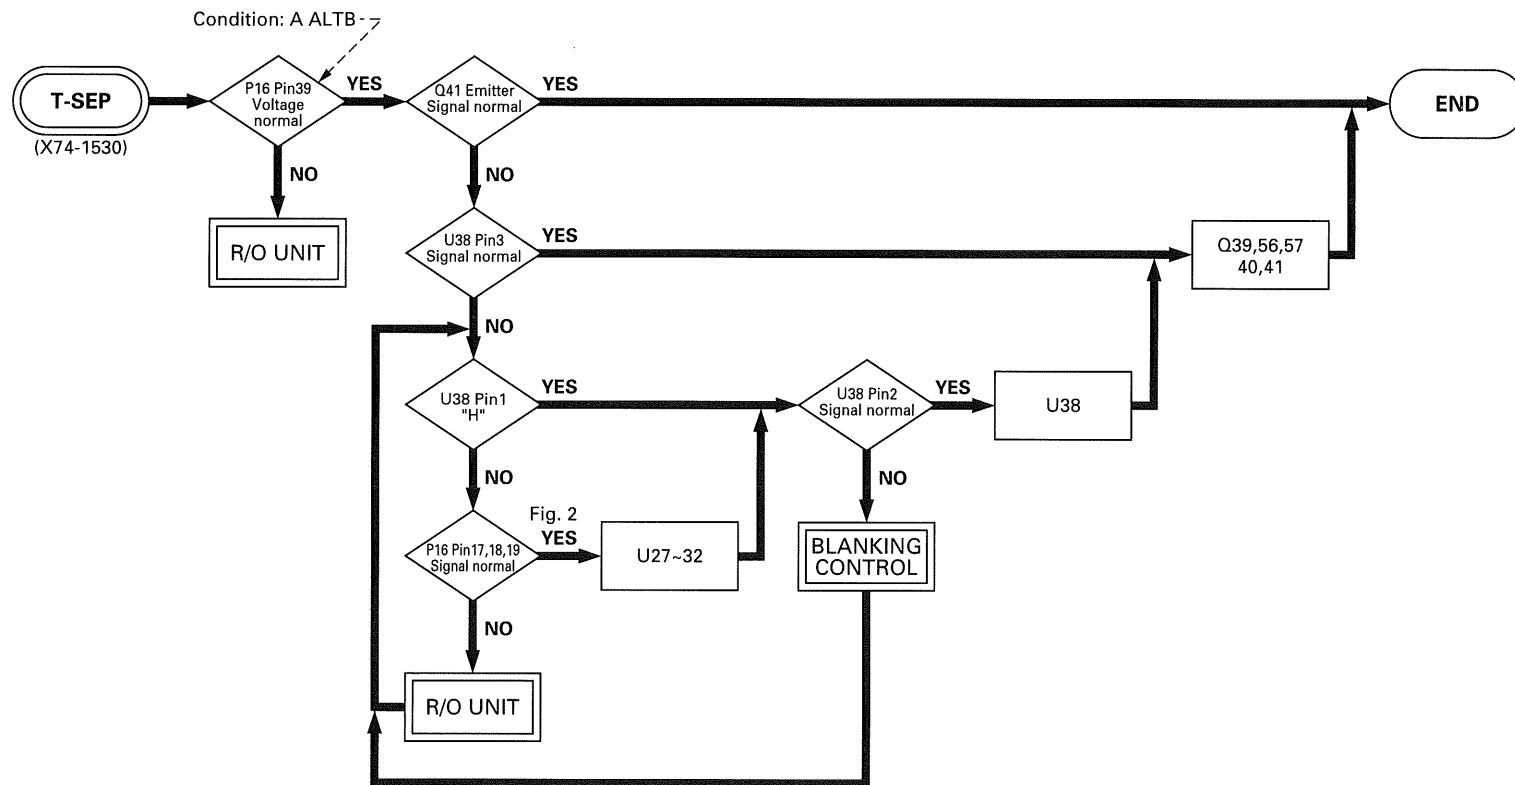 Condition: A ALTB
T-SEP
(X74-1530)
P16 Pin39
Voltage
normal
YES
Q41 Emitter
Signal normal
YES
END
NO
NO
R/O UNIT
U38 Pin3
Signal normal
YES
Q39,56,57
40,41
NO
U38 Pin1
"H"
YES
U38 Pin2
Signal normal
YES
U38
NO
NO
P16 Pin17,18,19
Signal normal
Fig. 2
YES
U27~32
BLANKING
CONTROL
NO
R/O UNIT